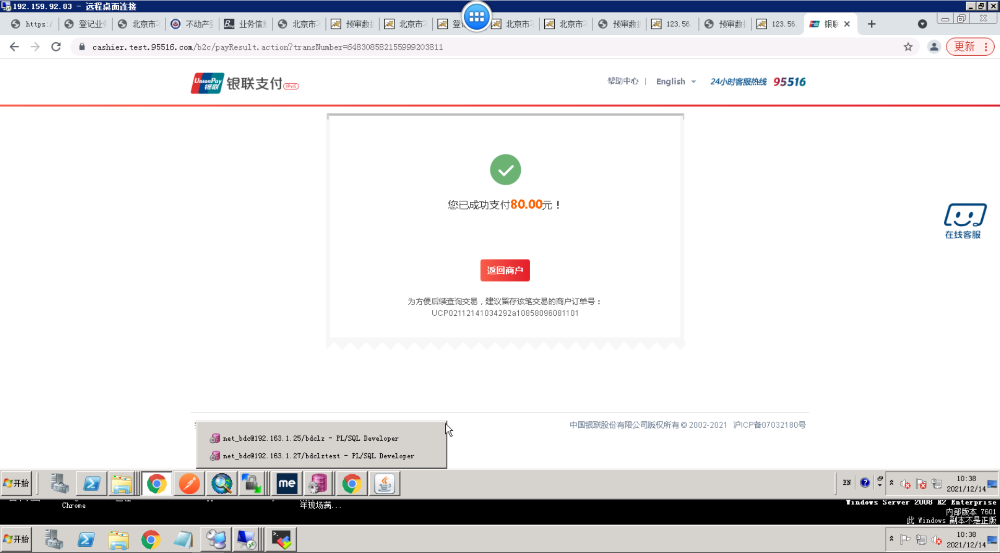 192.159.92.83 - 远程桌面连接
https:/
登记业务
北京市不
不动产登
业务信息
北京市不
预审数据
北京市不
登
北京市不
北京市不
预审数据
123.56.
预审数据
123.56.
银联
cashier.test.95516.com/b2c/payResult.action?transNumber=648308582155999203811
更新
UnionPay
银联
银联支付
IPv6
帮助中心 |
English
24小时客服热线 95516
您已成功支付80.00元！
返回商户
为方便后续查询交易，建议留存该笔交易的商户订单号：
UCP02112141034292a10858096081101
在线客服
中国银联股份有限公司版权所有© 2002-2021 沪ICP备07032180号
net_bdc@192.163.1.25/bdclz - PL/SQL Developer
net_bdc@192.163.1.27/bdclztest - PL/SQL Developer
开始
me
EN
10:38
2021/12/14
Chrome
年现场满...
Windows Server 2008 R2 Enterprise
内部版本 7601
此 Windows 副本不是正版
开始
10:38
2021/12/14